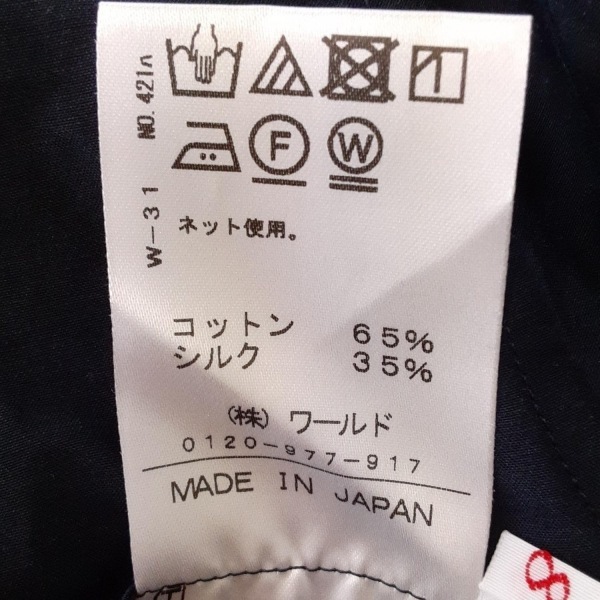 NO. 421ハ
W-31
F W
ネット使用。
コットン 65%
シルク 35%
(株) ワールド
0120-977-917
MADE IN JAPAN
8